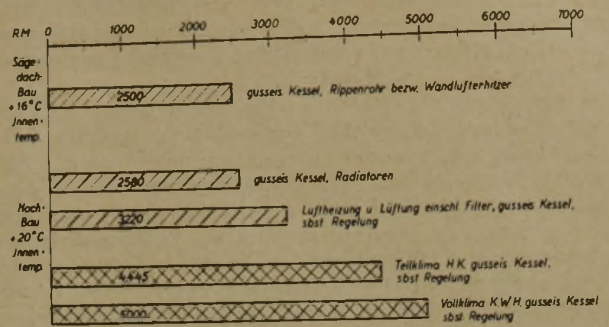 RM 0 1000 2000 3000 4000 5000 6000 7000
Säge-
dach-
Bau
+16°C
Innen-
temp.
2500 gusseis Kessel, Rippenrohr bezw. Wandlufterhitzer
2580 gusseis Kessel, Radiatoren
Hoch-
Bau
+20°C
Innen-
temp.
3220 Luftheizung u Lüftung einschl Filter, gusseis Kessel,
sbst Regelung
4445 Teilklima H.K. gusseis Kessel,
sbst Regelung
5000 Vollklima K.W.H. gusseis Kessel
sbst Regelung